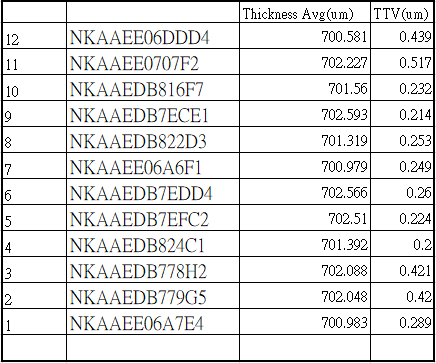 Thickness Avg(um) TTV(um)
12 NKAAEE06DDD4 700.581 0.439
11 NKAAEE0707F2 702.227 0.517
10 NKAAEDB816F7 701.56 0.232
9 NKAAEDB7ECE1 702.593 0.214
8 NKAAEDB822D3 701.319 0.253
7 NKAAEE06A6F1 700.979 0.249
6 NKAAEDB7EDD4 702.566 0.26
5 NKAAEDB7EFC2 702.51 0.224
4 NKAAEDB824C1 701.392 0.2
3 NKAAEDB778H2 702.088 0.421
2 NKAAEDB779G5 702.048 0.42
1 NKAAEE06A7E4 700.983 0.289